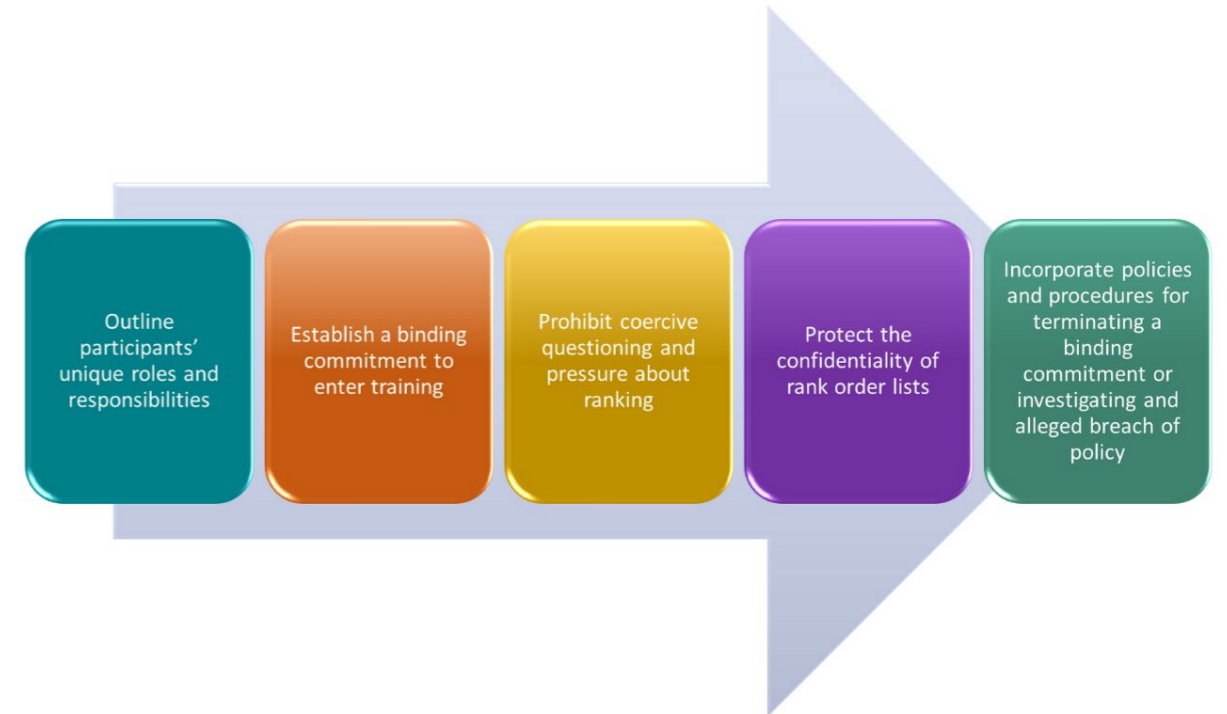 Outline
participants’
unique roles and
responsibilities
Establish a binding
commitment to
enter training
Prohibit coercive
questioning and
pressure about
ranking
Protect the
confidentiality of
rank order lists
Incorporate policies
and procedures for
terminating a
binding
commitment or
investigating and
alleged breach of
policy